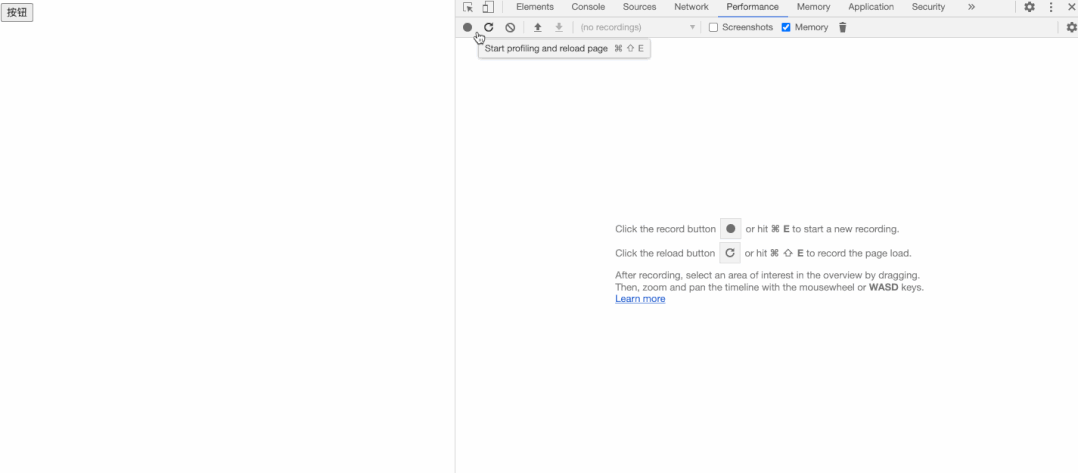 按钮
Elements Console Sources Network Performance Memory Application Security »
(no recordings) Screenshots Memory
Start profiling and reload page ⌘ ⇧ E
Click the record button or hit ⌘ E to start a new recording.
Click the reload button or hit ⌘ ⇧ E to record the page load.
After recording, select an area of interest in the overview by dragging.
Then, zoom and pan the timeline with the mousewheel or WASD keys.
Learn more